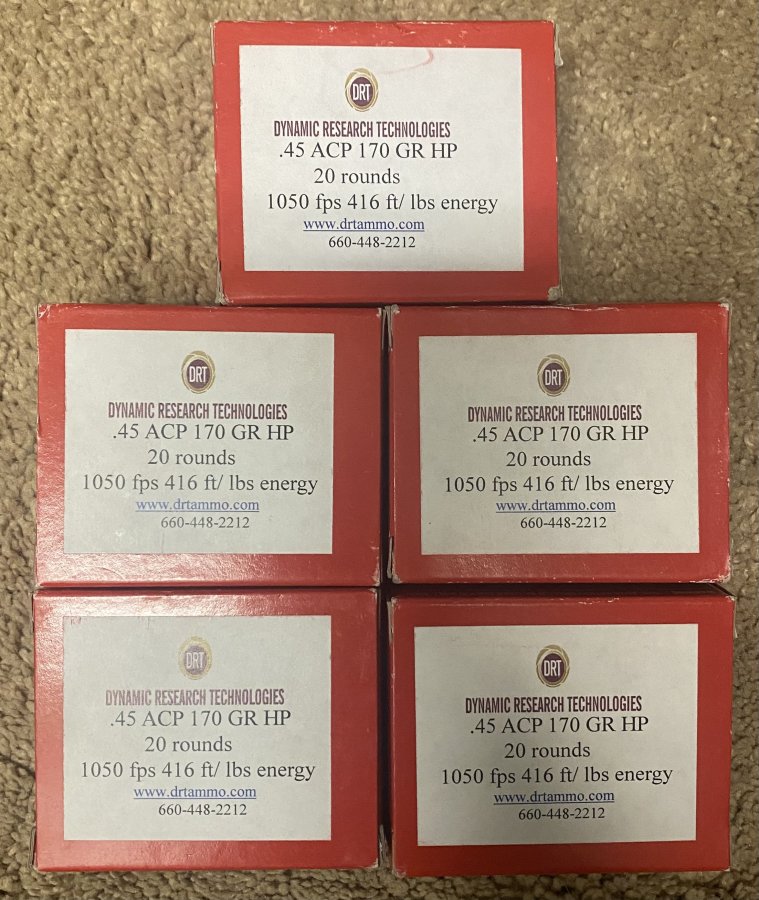 DRT
DYNAMIC RESEARCH TECHNOLOGIES
.45 ACP 170 GR HP
20 rounds
1050 fps 416 ft/ lbs energy
www.drtammo.com
660-448-2212
DRT
DYNAMIC RESEARCH TECHNOLOGIES
.45 ACP 170 GR HP
20 rounds
1050 fps 416 ft/ lbs energy
www.drtammo.com
660-448-2212
DRT
DYNAMIC RESEARCH TECHNOLOGIES
.45 ACP 170 GR HP
20 rounds
1050 fps 416 ft/ lbs energy
www.drtammo.com
660-448-2212
DRT
DYNAMIC RESEARCH TECHNOLOGIES
.45 ACP 170 GR HP
20 rounds
1050 fps 416 ft/ lbs energy
www.drtammo.com
660-448-2212
DRT
DYNAMIC RESEARCH TECHNOLOGIES
.45 ACP 170 GR HP
20 rounds
1050 fps 416 ft/ lbs energy
www.drtammo.com
660-448-2212